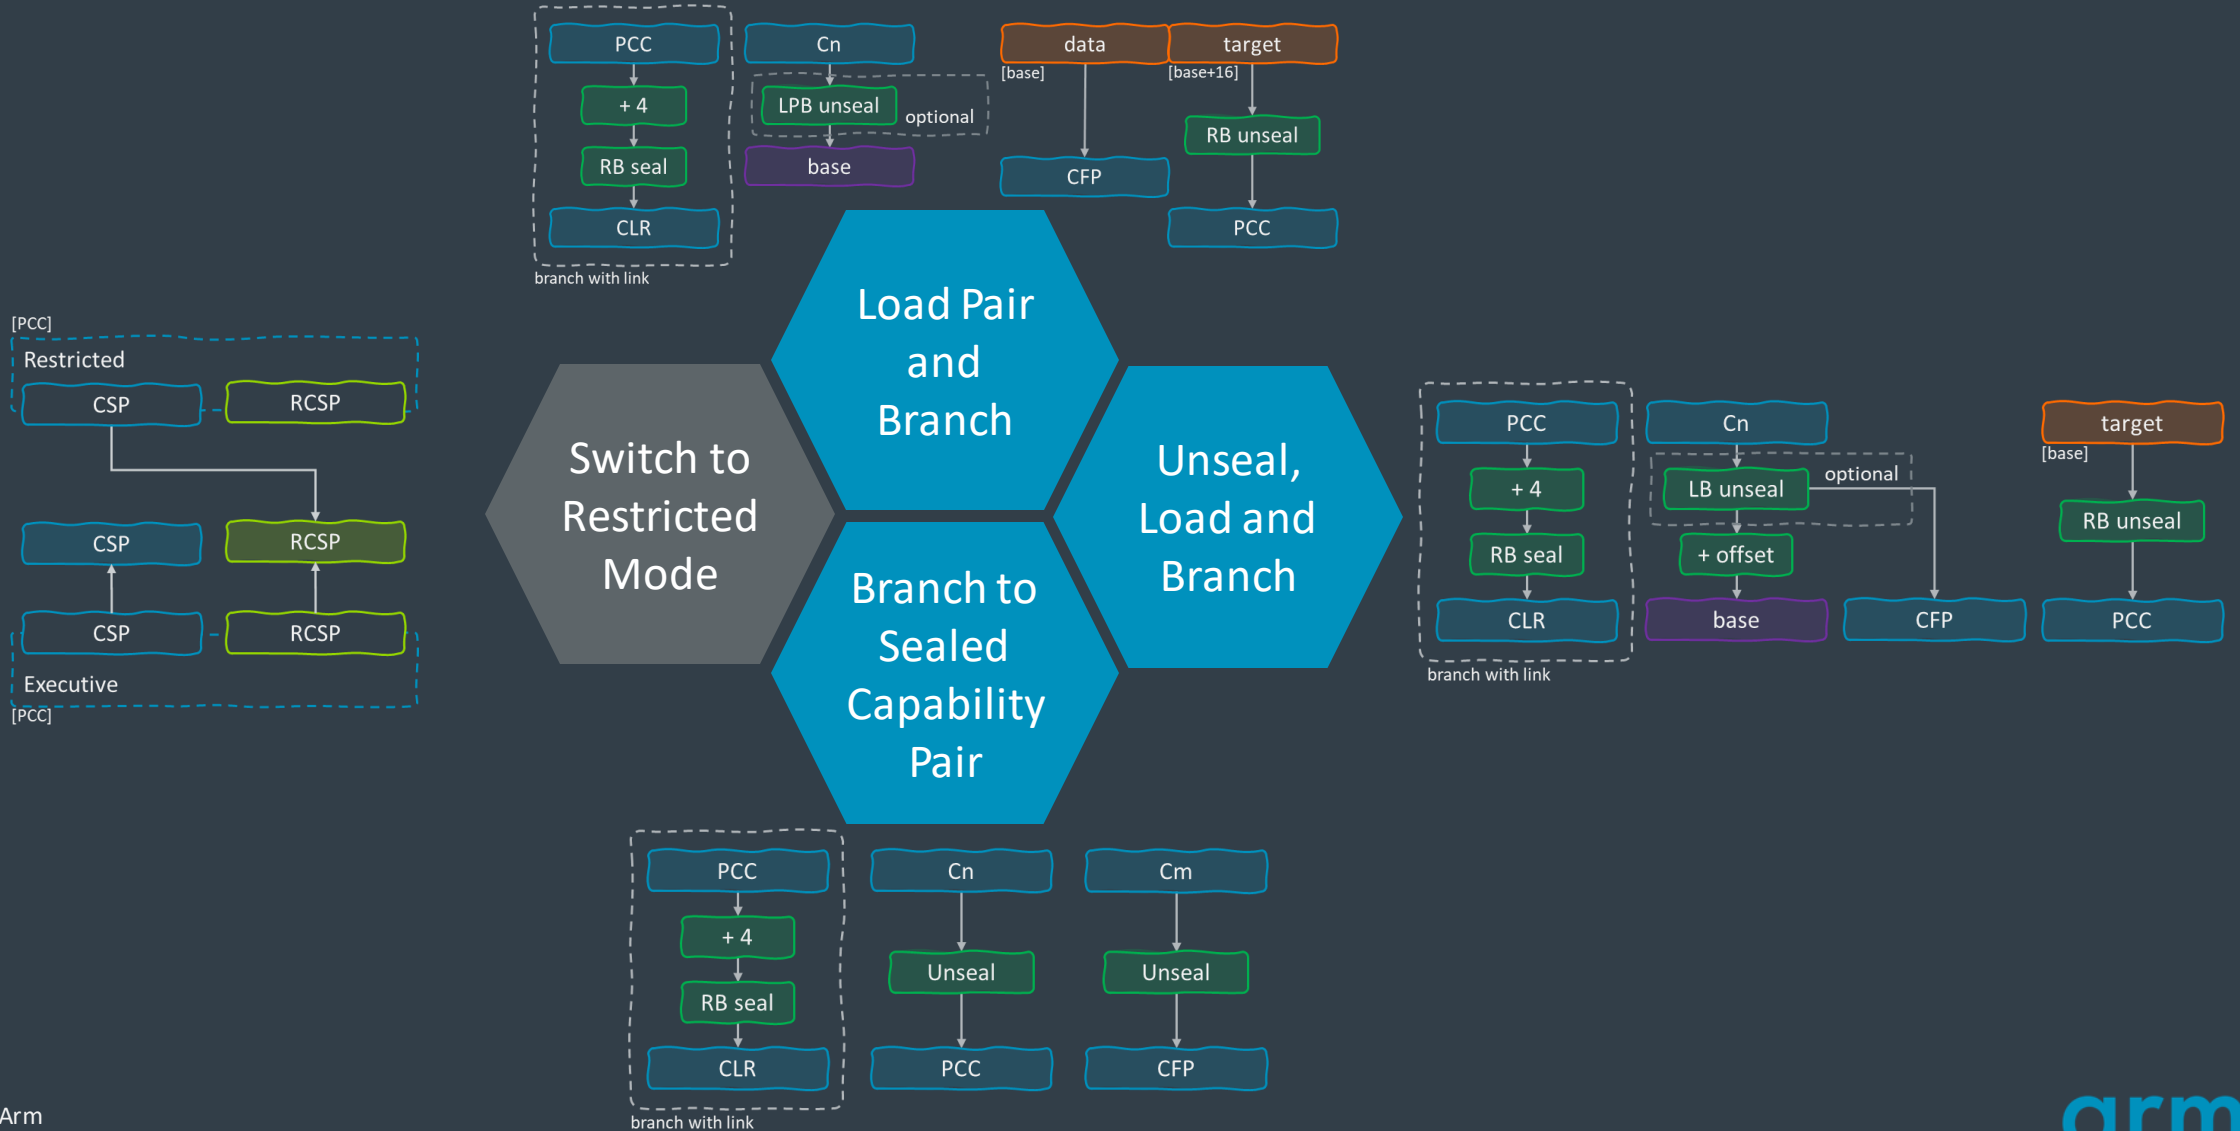 PCC
+ 4
RB seal
CLR
branch with link
Cn
LPB unseal
optional
base
data
[base]
CFP
target
[base+16]
RB unseal
PCC
Load Pair
and
Branch
[PCC]
Restricted
CSP
RCSP
CSP
RCSP
CSP
RCSP
Executive
[PCC]
Switch to
Restricted
Mode
Unseal,
Load and
Branch
PCC
+ 4
RB seal
CLR
branch with link
Cn
LB unseal
optional
+ offset
base
CFP
target
[base]
RB unseal
PCC
Branch to
Sealed
Capability
Pair
PCC
+ 4
RB seal
CLR
branch with link
Cn
Unseal
PCC
Cm
Unseal
CFP
Arm
arm